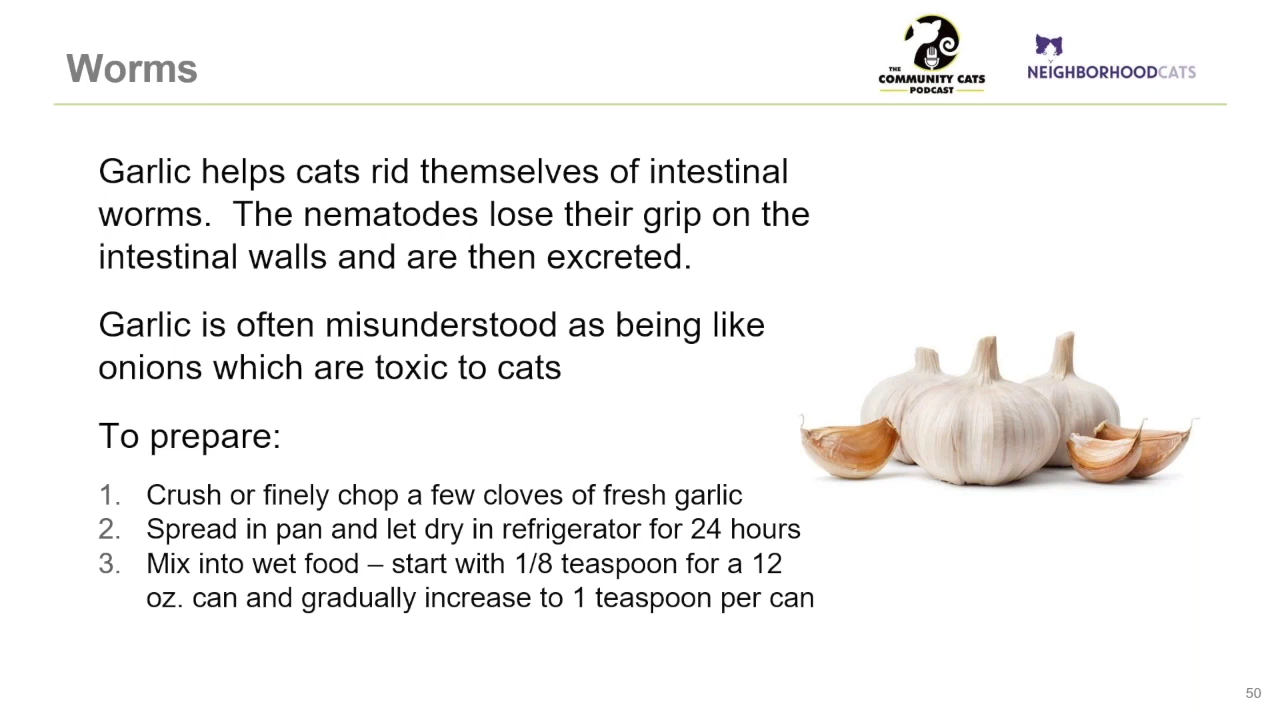 Worms
THE
COMMUNITY CATS
PODCAST
NEIGHBORHOODCATS
Garlic helps cats rid themselves of intestinal
worms.  The nematodes lose their grip on the
intestinal walls and are then excreted.
Garlic is often misunderstood as being like
onions which are toxic to cats
To prepare:
1. Crush or finely chop a few cloves of fresh garlic
2. Spread in pan and let dry in refrigerator for 24 hours
3. Mix into wet food – start with 1/8 teaspoon for a 12
oz. can and gradually increase to 1 teaspoon per can
50